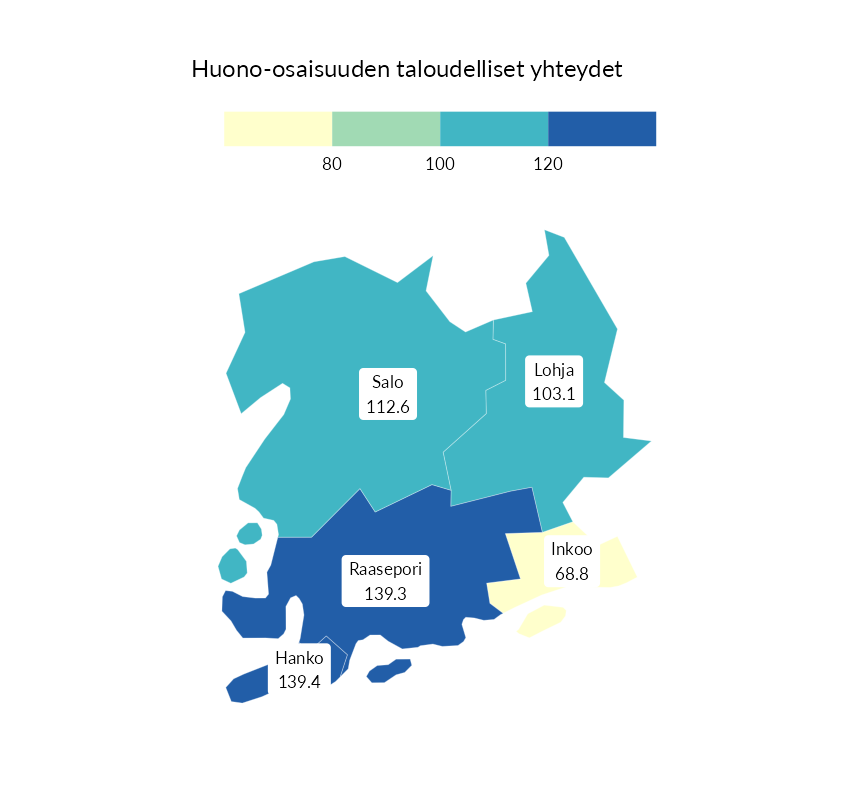 Huono-osaisuuden taloudelliset yhteydet
80
100
120
Lohja
103.1
Salo
112.6
Inkoo
68.8
Raasepori
139.3
Hanko
139.4